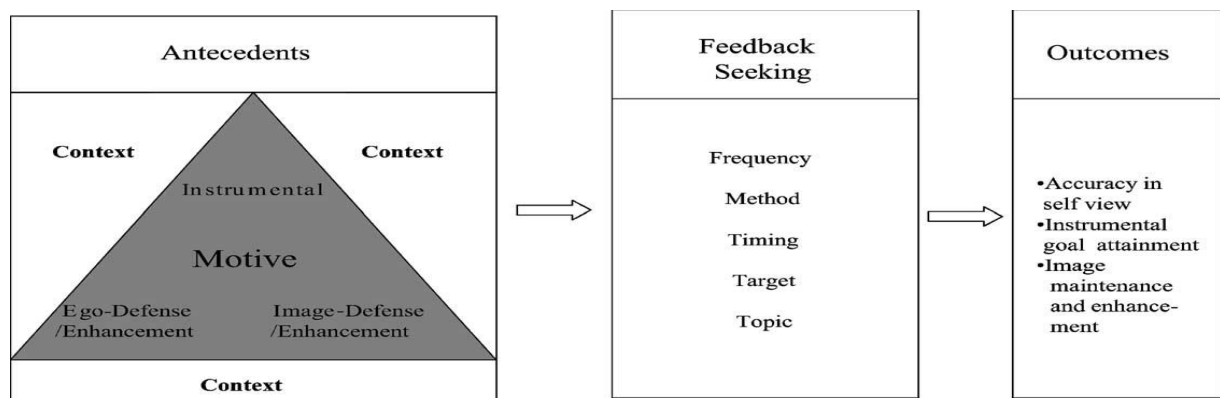 Antecedents
Context
Context
Instrumental
Motive
Ego-Defense
/Enhancement
Image-Defense
/Enhancement
Context
Feedback
Seeking
Frequency
Method
Timing
Target
Topic
Outcomes
•Accuracy in
self view
•Instrumental
goal attainment
•Image
maintenance
and enhance-
ment